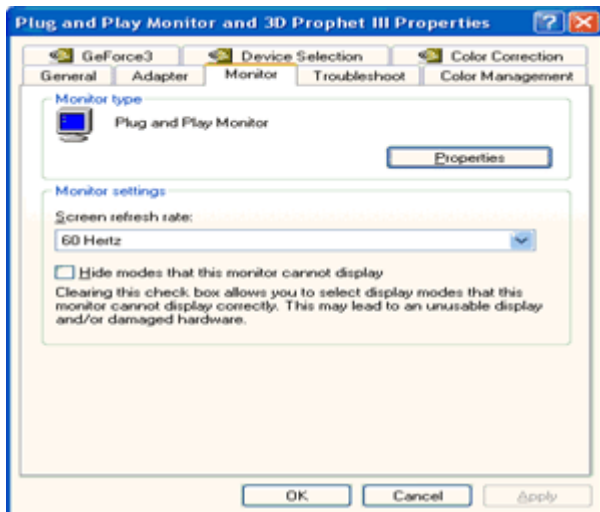 Plug and Play Monitor and 3D Prophet III Properties
GeForce3 Device Selection Color Correction
General Adapter Monitor Troubleshoot Color Management
Monitor type
Plug and Play Monitor
Properties
Monitor settings
Screen refresh rate:
60 Hertz
Hide modes that this monitor cannot display
Clearing this check box allows you to select display modes that this
monitor cannot display correctly. This may lead to an unusable display
and/or damaged hardware.
OK Cancel Apply